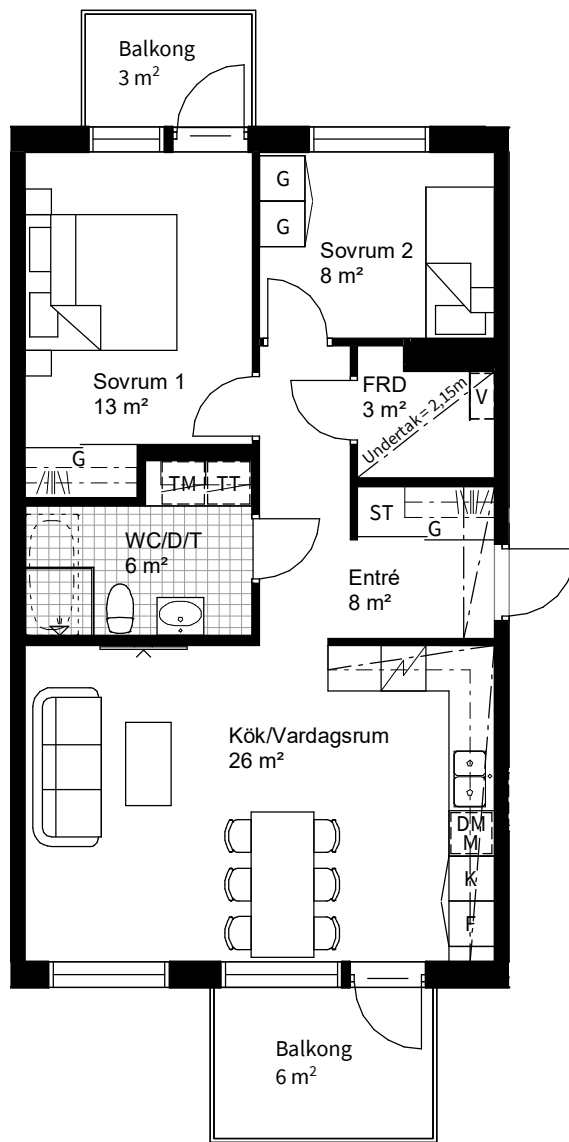 Balkong
3 m²
G
G
Sovrum 2
8 m²
Sovrum 1
13 m²
FRD
3 m²
V
Undertak = 2,15m
G
TM
TT
ST
G
WC/D/T
6 m²
Entré
8 m²
Kök/Vardagsrum
26 m²
DM
M
K
F
Balkong
6 m²